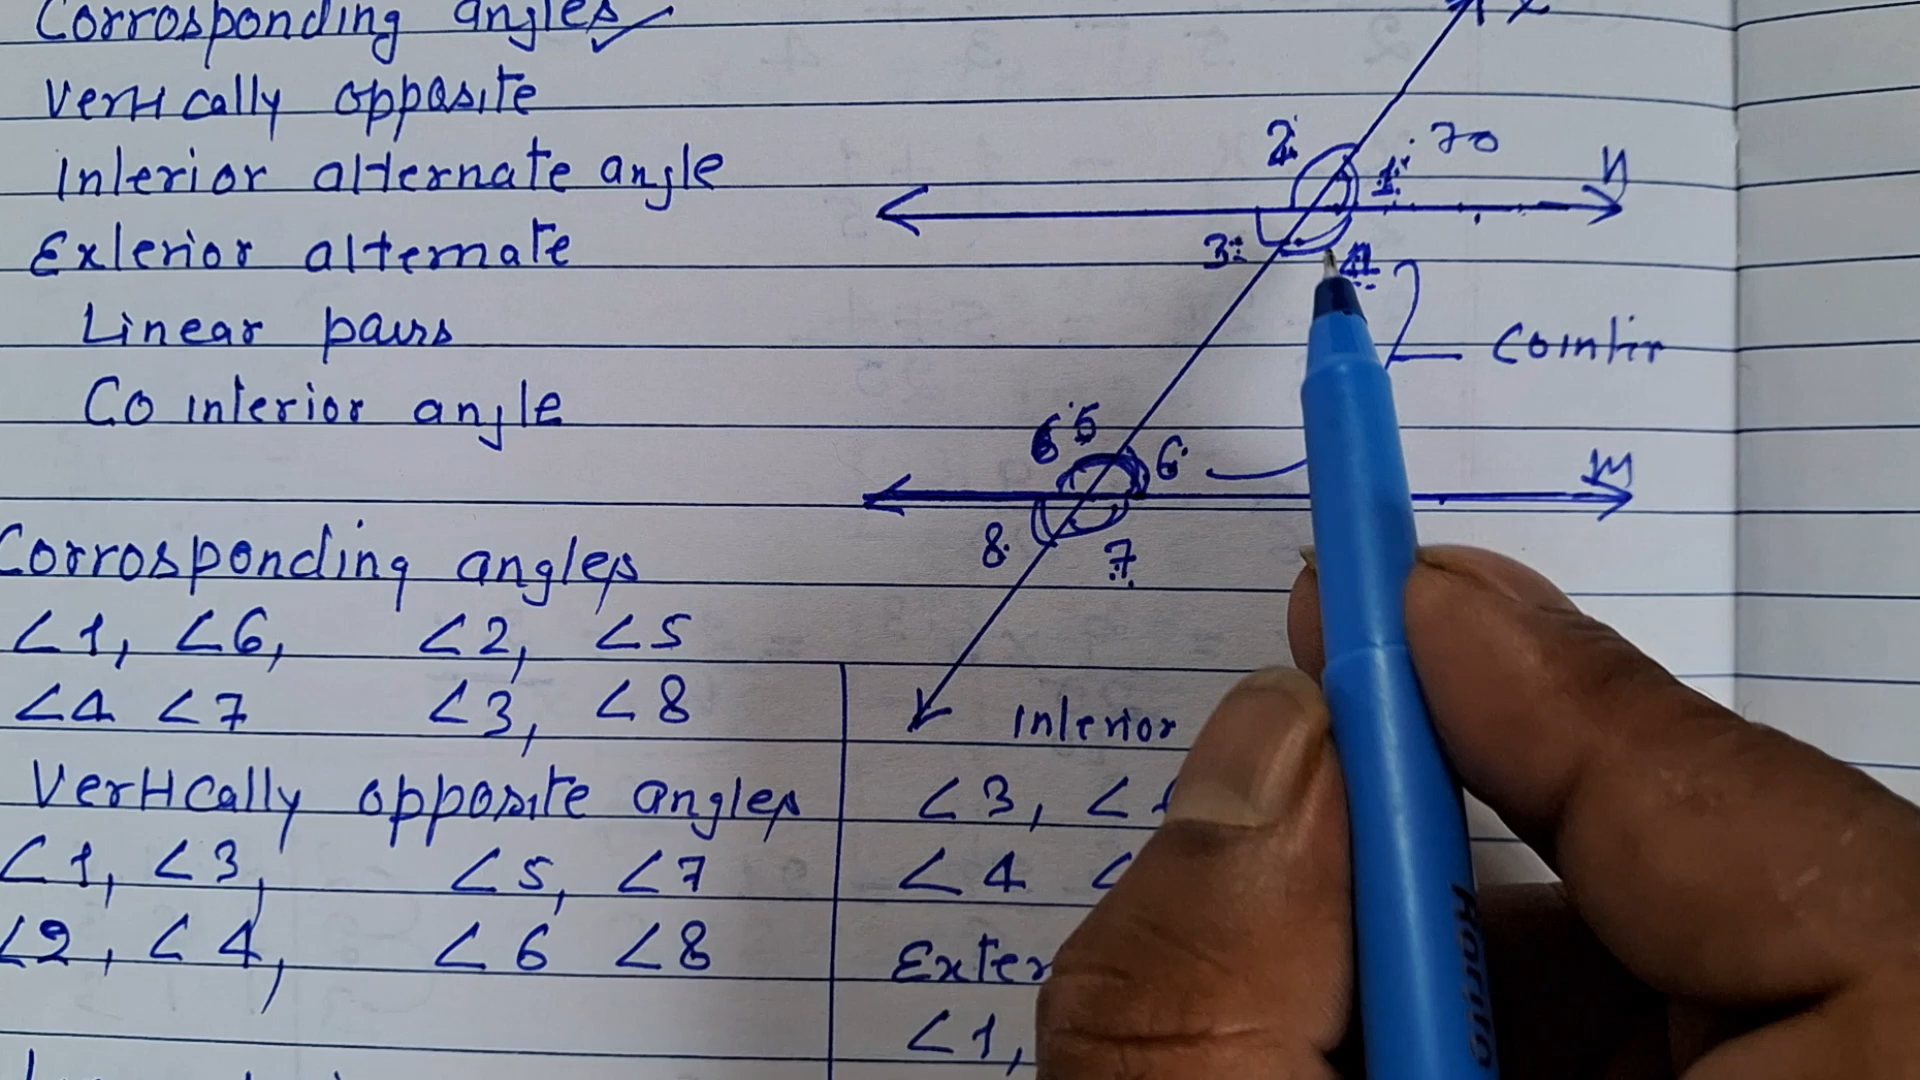 Corrosponding angles
Vertically opposite
Interior alternate angle
Exterior alternate
Linear pairs
Co interior angle
2 1 70
3 4
Cointir
5 6
8 7
M
Corrosponding angles
∠1, ∠6, ∠2, ∠5
∠4 ∠7 ∠3, ∠8
Vertically opposite angles
∠1, ∠3, ∠5, ∠7
∠2, ∠4, ∠6 ∠8
Interior
∠3, ∠
∠4 ∠
Exter
∠1,